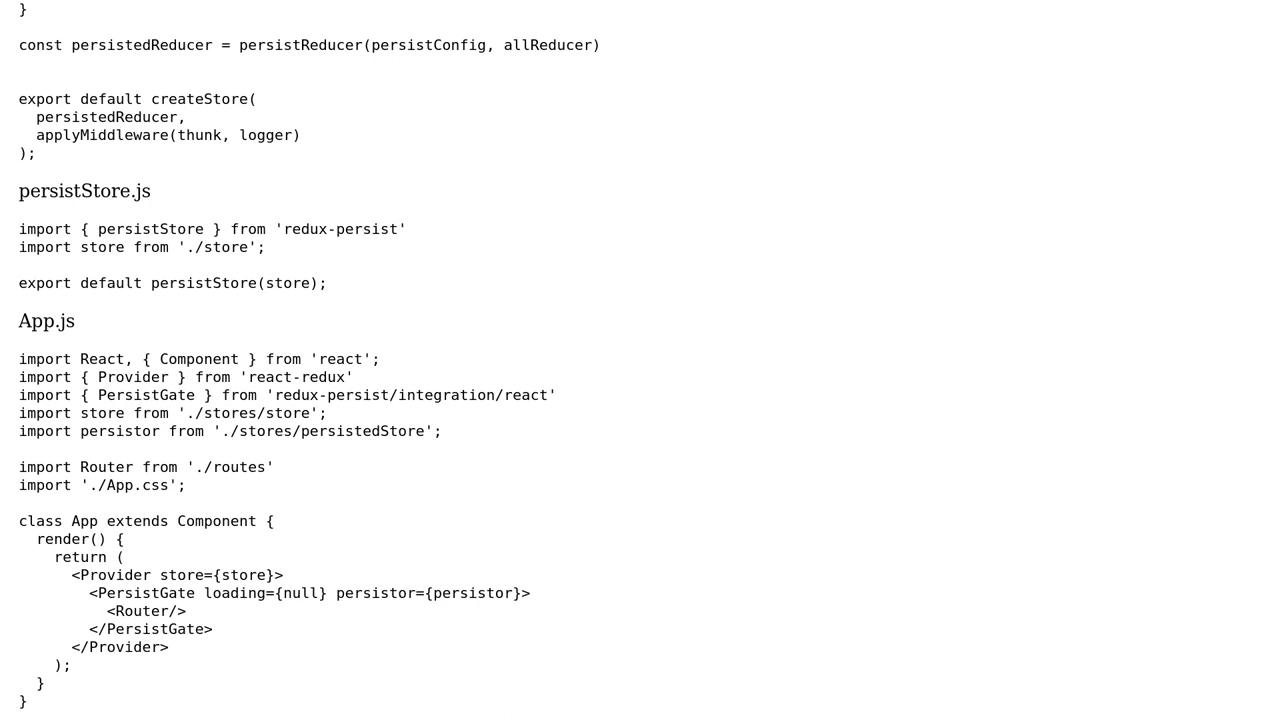 }
const persistedReducer = persistReducer(persistConfig, allReducer)
export default createStore(
  persistedReducer,
  applyMiddleware(thunk, logger)
);
persistStore.js
import { persistStore } from 'redux-persist'
import store from './store';
export default persistStore(store);
App.js
import React, { Component } from 'react';
import { Provider } from 'react-redux'
import { PersistGate } from 'redux-persist/integration/react'
import store from './stores/store';
import persistor from './stores/persistedStore';
import Router from './routes'
import './App.css';
class App extends Component {
  render() {
    return (
      <Provider store={store}>
        <PersistGate loading={null} persistor={persistor}>
          <Router/>
        </PersistGate>
      </Provider>
    );
  }
}